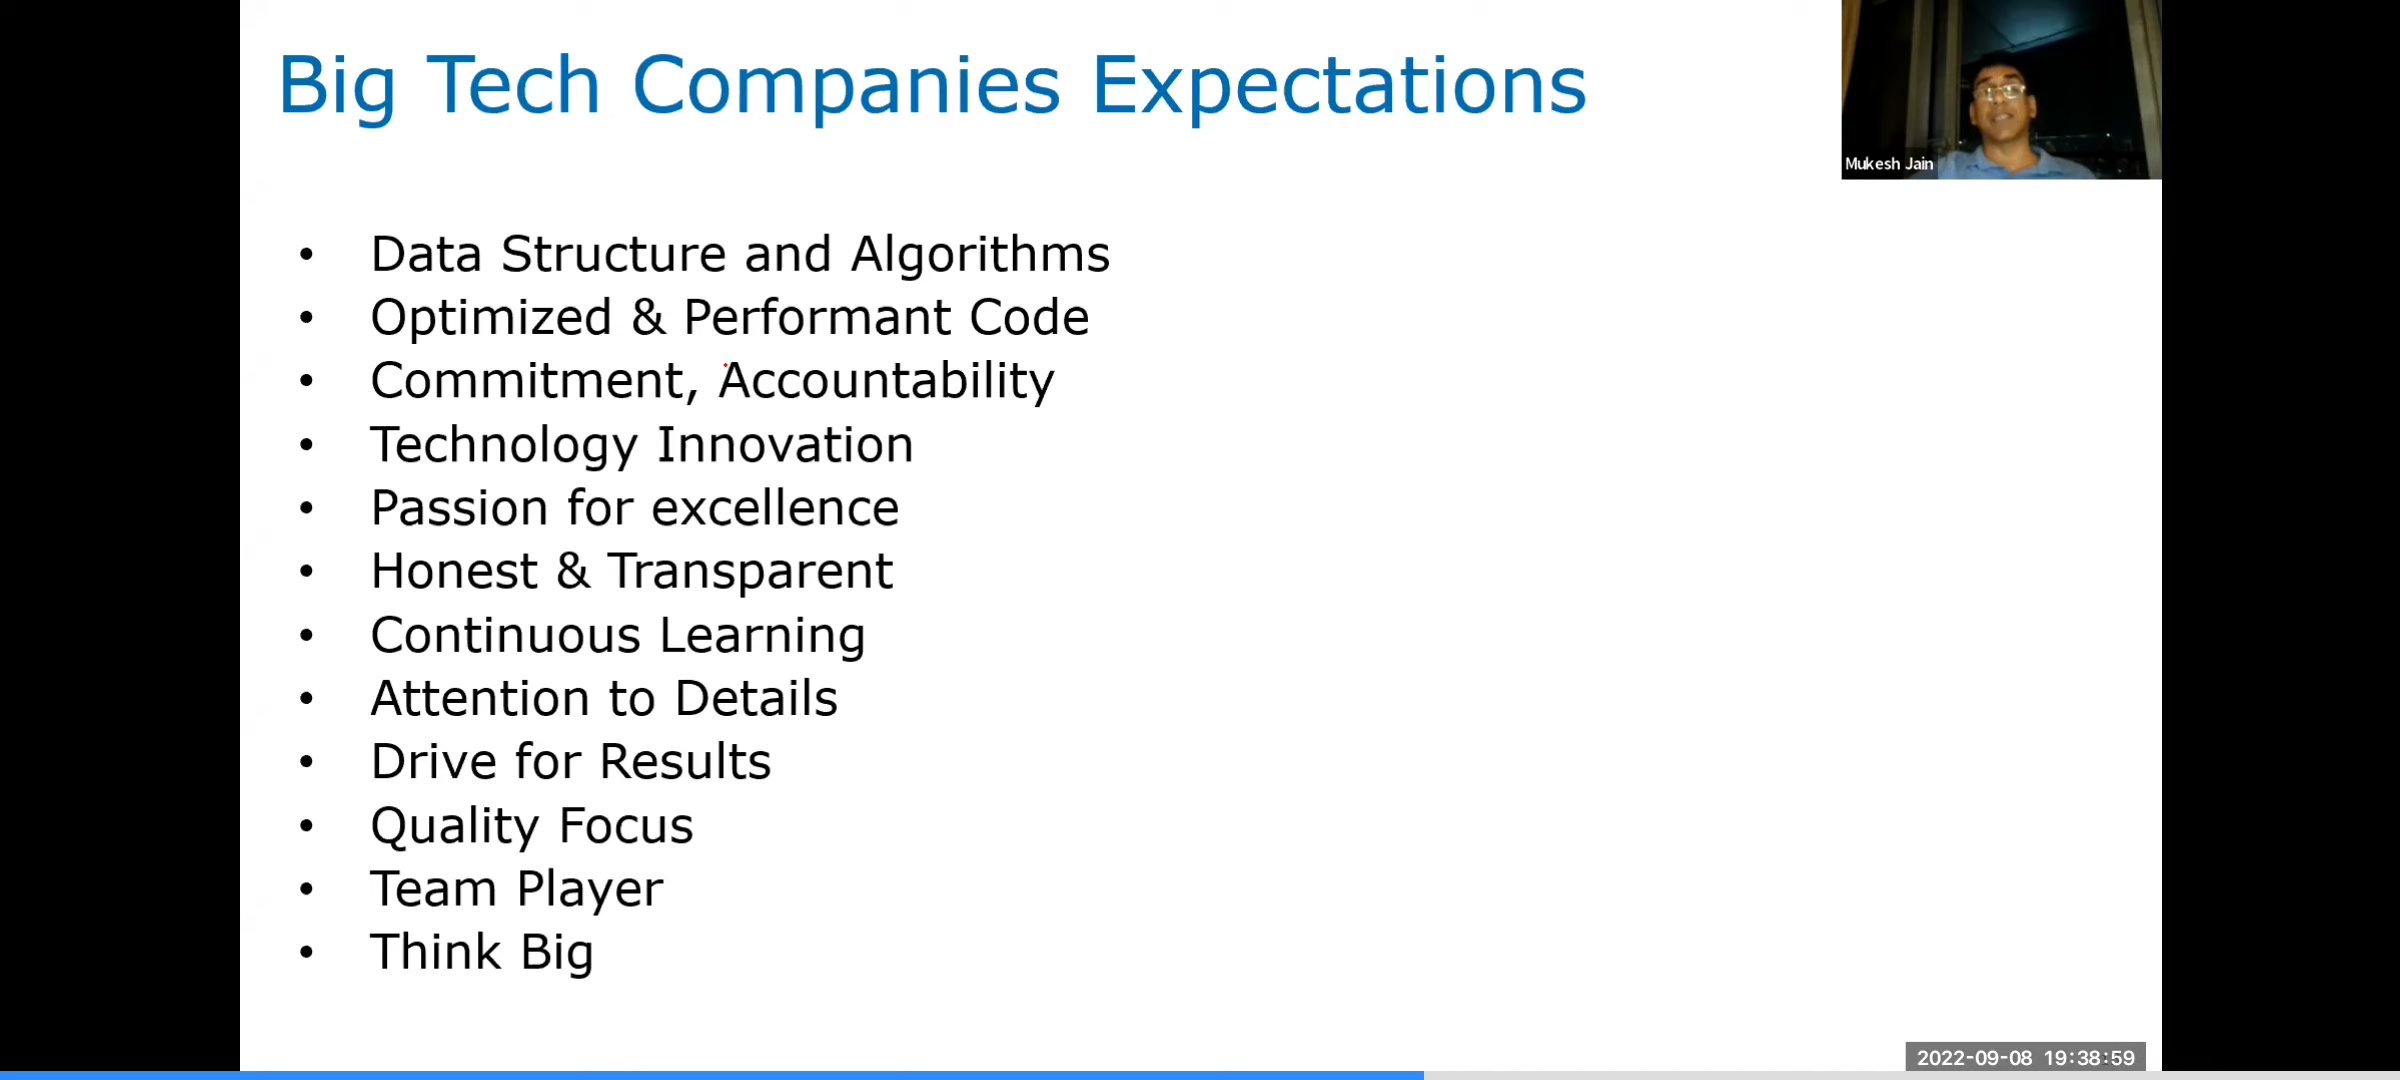 Big Tech Companies Expectations
Mukesh Jain
• Data Structure and Algorithms
• Optimized & Performant Code
• Commitment, Accountability
• Technology Innovation
• Passion for excellence
• Honest & Transparent
• Continuous Learning
• Attention to Details
• Drive for Results
• Quality Focus
• Team Player
• Think Big
2022-09-08 19:38:59